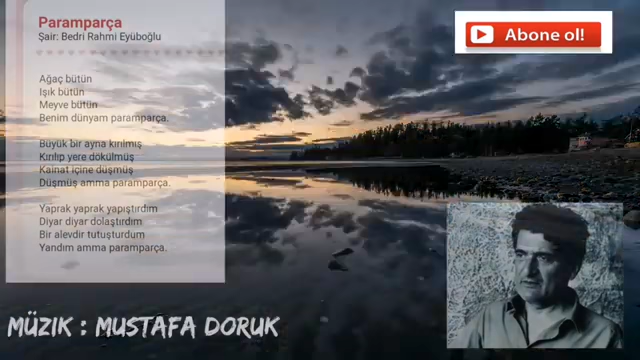 Paramparça
Şair: Bedri Rahmi Eyüboğlu
Ağaç bütün
Işık bütün
Meyve bütün
Benim dünyam paramparça.
Büyük bir ayna kırılmış
Kırılıp yere dökülmüş
Kainat içine düşmüş
Düşmüş amma paramparça.
Yaprak yaprak yapıştırdım
Diyar diyar dolaştırdım
Bir alevdir tutuşturdum
Yandım amma paramparça.
Abone ol!
MÜZIK : MUSTAFA DORUK